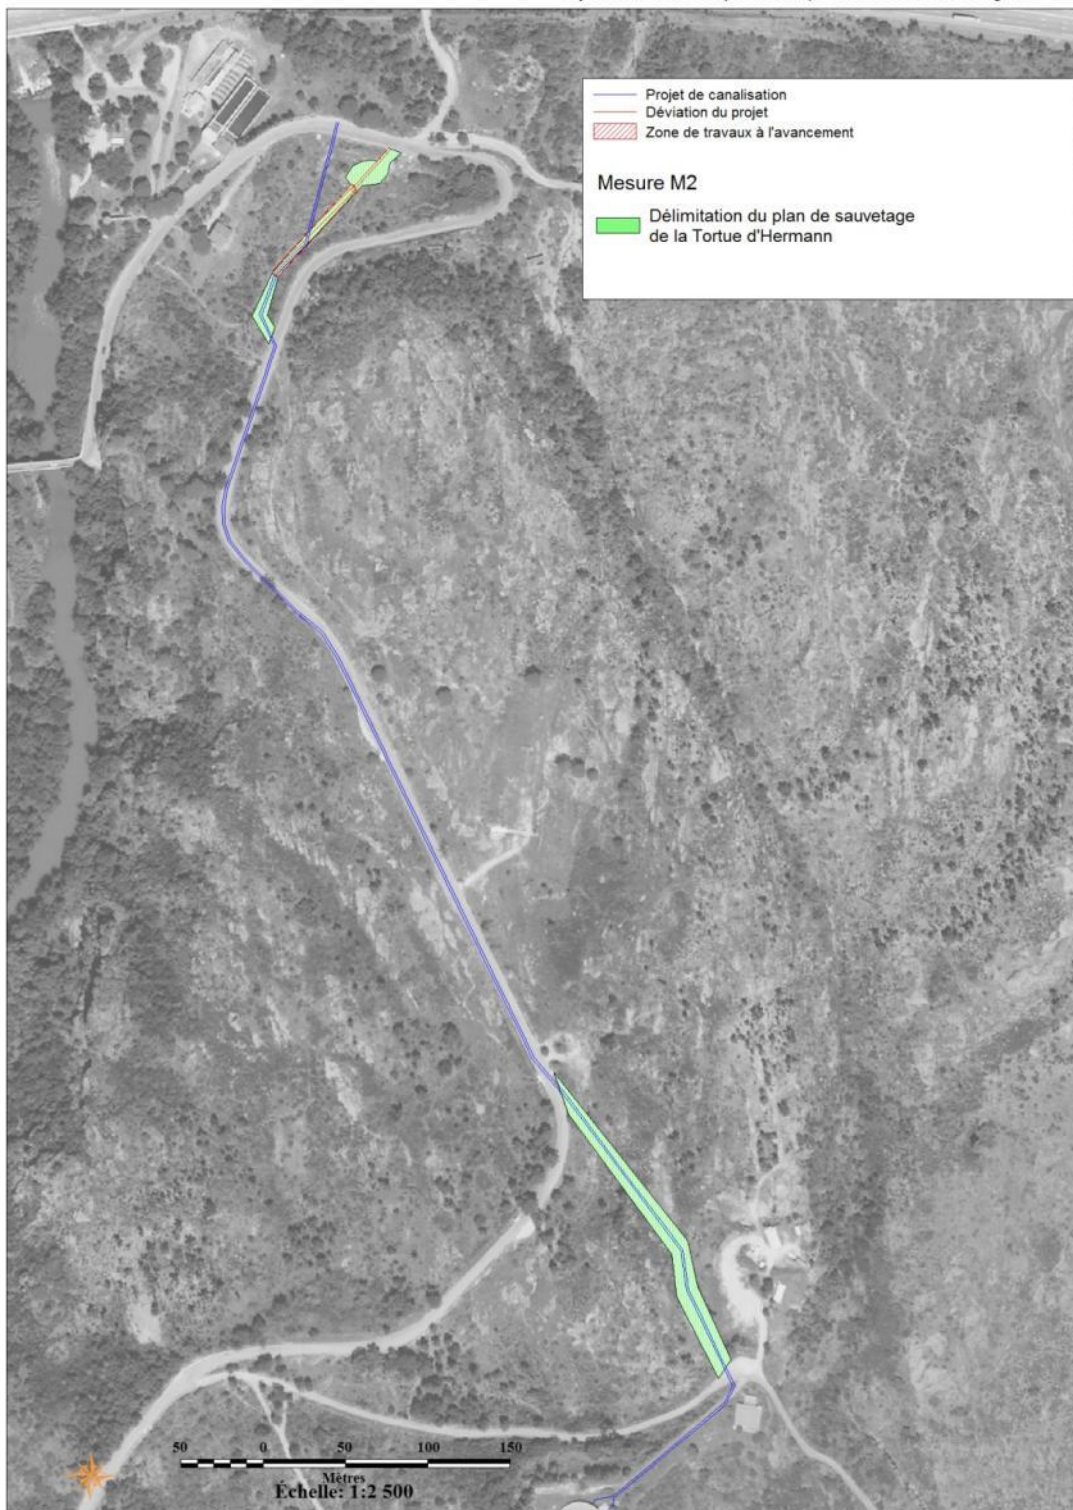 Projet de canalisation
Déviation du projet
Zone de travaux à l'avancement
Mesure M2
Délimitation du plan de sauvetage
de la Tortue d'Hermann
50 0 50 100 150
Mètres
Échelle: 1:2 500